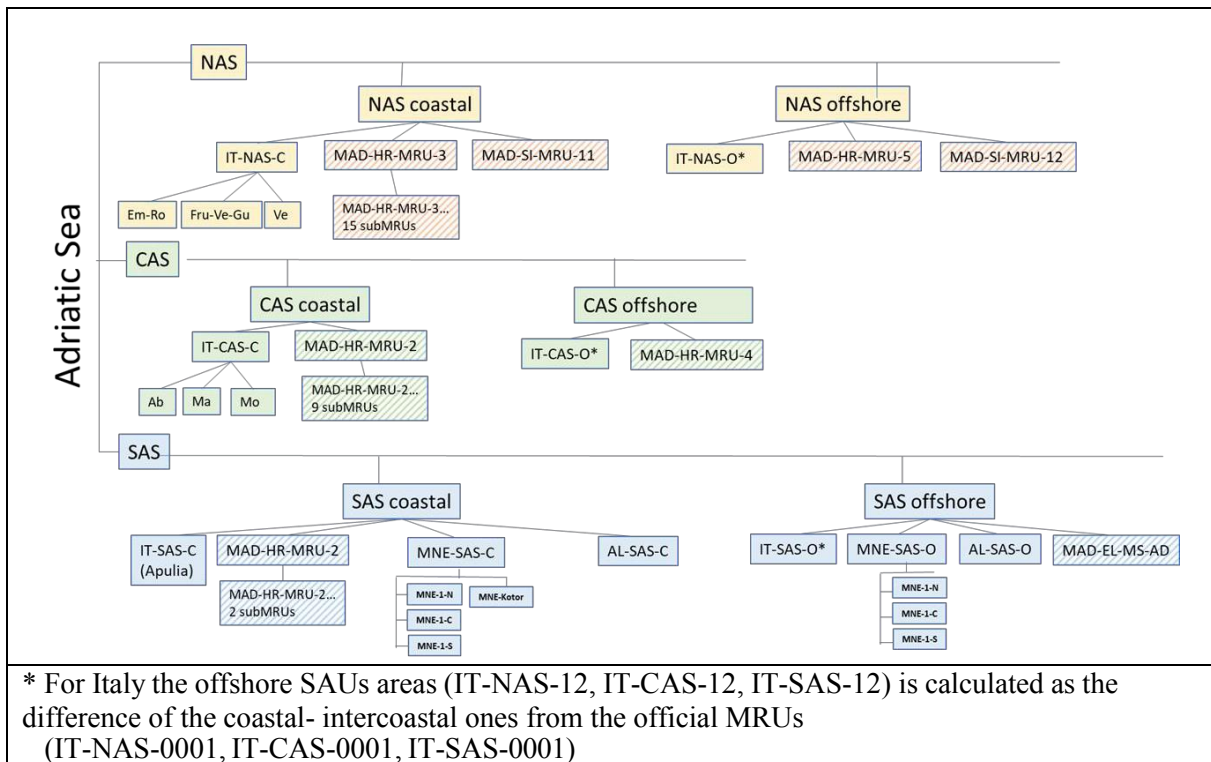 Adriatic Sea
NAS
NAS coastal
NAS offshore
IT-NAS-C
MAD-HR-MRU-3
MAD-SI-MRU-11
IT-NAS-O*
MAD-HR-MRU-5
MAD-SI-MRU-12
Em-Ro
Fru-Ve-Gu
Ve
MAD-HR-MRU-3...
15 subMRUs
CAS
CAS coastal
CAS offshore
IT-CAS-C
MAD-HR-MRU-2
IT-CAS-O*
MAD-HR-MRU-4
Ab
Ma
Mo
MAD-HR-MRU-2...
9 subMRUs
SAS
SAS coastal
SAS offshore
IT-SAS-C
(Apulia)
MAD-HR-MRU-2
MNE-SAS-C
AL-SAS-C
IT-SAS-O*
MNE-SAS-O
AL-SAS-O
MAD-EL-MS-AD
MAD-HR-MRU-2...
2 subMRUs
MNE-1-N
MNE-Kotor
MNE-1-C
MNE-1-S
MNE-1-N
MNE-1-C
MNE-1-S
* For Italy the offshore SAUs areas (IT-NAS-12, IT-CAS-12, IT-SAS-12) is calculated as the
difference of the coastal- intercoastal ones from the official MRUs
(IT-NAS-0001, IT-CAS-0001, IT-SAS-0001)